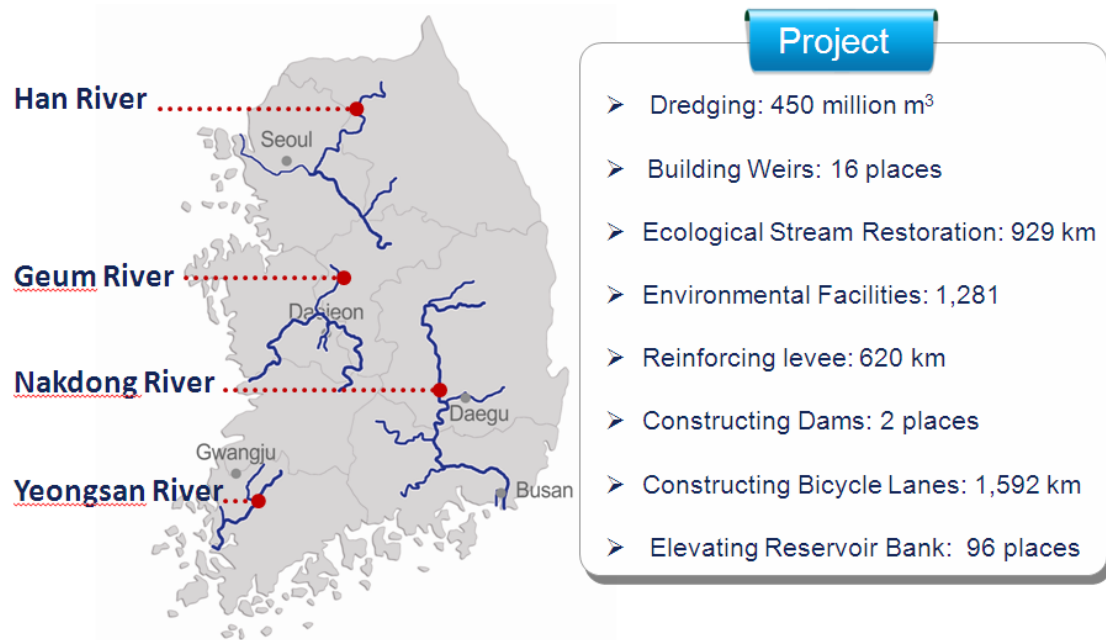 Han River
Seoul
Geum River
Daejeon
Nakdong River
Daegu
Gwangju
Yeongsan River
Busan
Project
➢ Dredging: 450 million m³
➢ Building Weirs: 16 places
➢ Ecological Stream Restoration: 929 km
➢ Environmental Facilities: 1,281
➢ Reinforcing levee: 620 km
➢ Constructing Dams: 2 places
➢ Constructing Bicycle Lanes: 1,592 km
➢ Elevating Reservoir Bank: 96 places